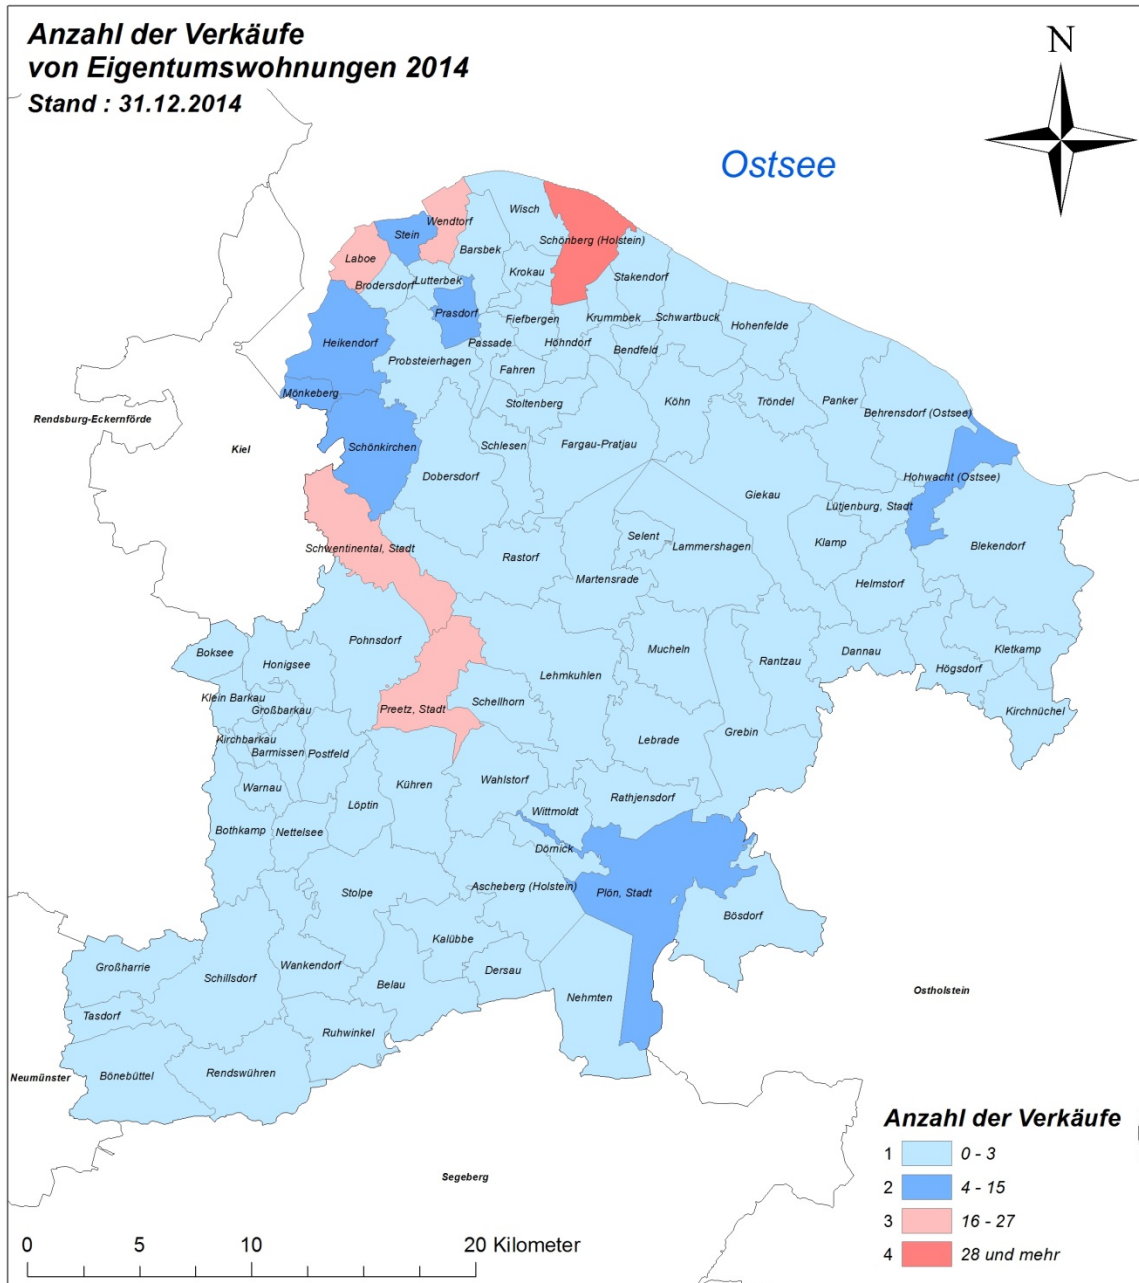 Anzahl der Verkäufe
von Eigentumswohnungen 2014
Stand : 31.12.2014
N
Ostsee
Wisch
Wendtorf
Stein
Schönberg (Holstein)
Barsbek
Laboe
Krokau
Stakendorf
Lutterbek
Brodersdorf
Prasdorf
Fiefbergen
Krummbek
Schwartbuck
Hohenfelde
Heikendorf
Passade
Höhndorf
Bendfeld
Probsteierhagen
Fahren
Mönkeberg
Stoltenberg
Köhn
Tröndel
Panker
Behrensdorf (Ostsee)
Rendsburg-Eckernförde
Kiel
Schönkirchen
Schlesen
Fargau-Pratjau
Dobersdorf
Hohwacht (Ostsee)
Giekau
Lütjenburg, Stadt
Selent
Lammershagen
Klamp
Blekendorf
Schwentinental, Stadt
Rastorf
Martensrade
Helmstorf
Pohnsdorf
Mucheln
Boksee
Honigsee
Rantzau
Dannau
Kletkamp
Högsdorf
Lehmkuhlen
Klein Barkau
Großbarkau
Preetz, Stadt
Schellhorn
Kirchnüchel
Kirchbarkau
Barmissen
Postfeld
Lebrade
Grebin
Warnau
Kühren
Wahlstorf
Rathjensdorf
Löptin
Wittmoldt
Bothkamp
Nettelsee
Dörnick
Stolpe
Ascheberg (Holstein)
Plön, Stadt
Bösdorf
Kalübbe
Großharrie
Schillsdorf
Wankendorf
Dersau
Belau
Nehmten
Ostholstein
Tasdorf
Ruhwinkel
Neumünster
Bönebüttel
Rendswühren
Segeberg
Anzahl der Verkäufe
1 0 - 3
2 4 - 15
3 16 - 27
4 28 und mehr
0 5 10 20 Kilometer